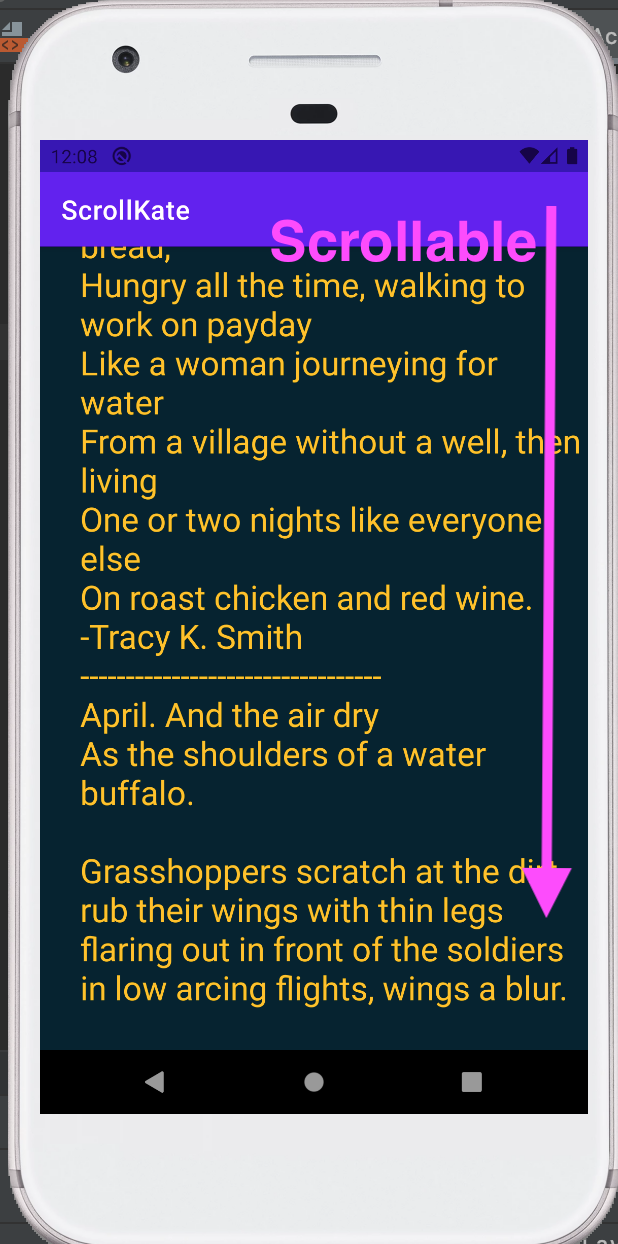 12:08
ScrollKate
Scrollable
bread,
Hungry all the time, walking to
work on payday
Like a woman journeying for
water
From a village without a well, then
living
One or two nights like everyone
else
On roast chicken and red wine.
-Tracy K. Smith
---------------------------------
April. And the air dry
As the shoulders of a water
buffalo.
Grasshoppers scratch at the dirt,
rub their wings with thin legs
flaring out in front of the soldiers
in low arcing flights, wings a blur.